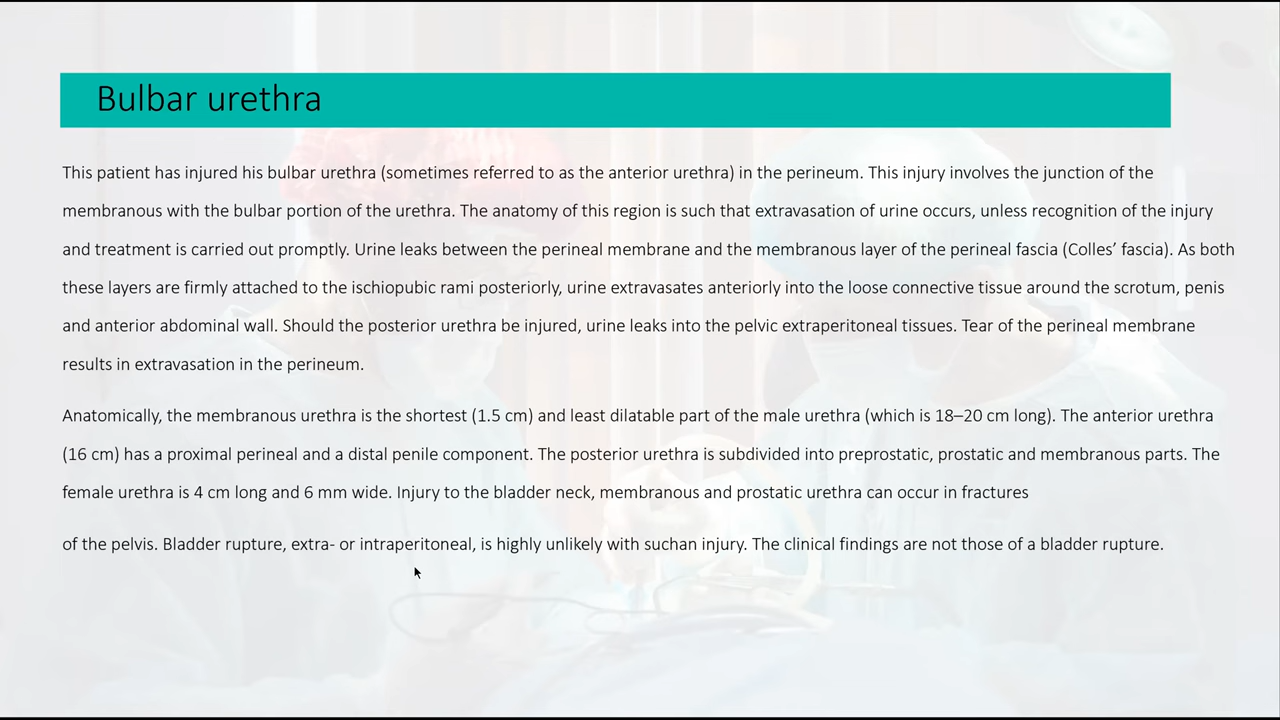 Bulbar urethra
This patient has injured his bulbar urethra (sometimes referred to as the anterior urethra) in the perineum. This injury involves the junction of the
membranous with the bulbar portion of the urethra. The anatomy of this region is such that extravasation of urine occurs, unless recognition of the injury
and treatment is carried out promptly. Urine leaks between the perineal membrane and the membranous layer of the perineal fascia (Colles’ fascia). As both
these layers are firmly attached to the ischiopubic rami posteriorly, urine extravasates anteriorly into the loose connective tissue around the scrotum, penis
and anterior abdominal wall. Should the posterior urethra be injured, urine leaks into the pelvic extraperitoneal tissues. Tear of the perineal membrane
results in extravasation in the perineum.
Anatomically, the membranous urethra is the shortest (1.5 cm) and least dilatable part of the male urethra (which is 18–20 cm long). The anterior urethra
(16 cm) has a proximal perineal and a distal penile component. The posterior urethra is subdivided into preprostatic, prostatic and membranous parts. The
female urethra is 4 cm long and 6 mm wide. Injury to the bladder neck, membranous and prostatic urethra can occur in fractures
of the pelvis. Bladder rupture, extra- or intraperitoneal, is highly unlikely with suchan injury. The clinical findings are not those of a bladder rupture.